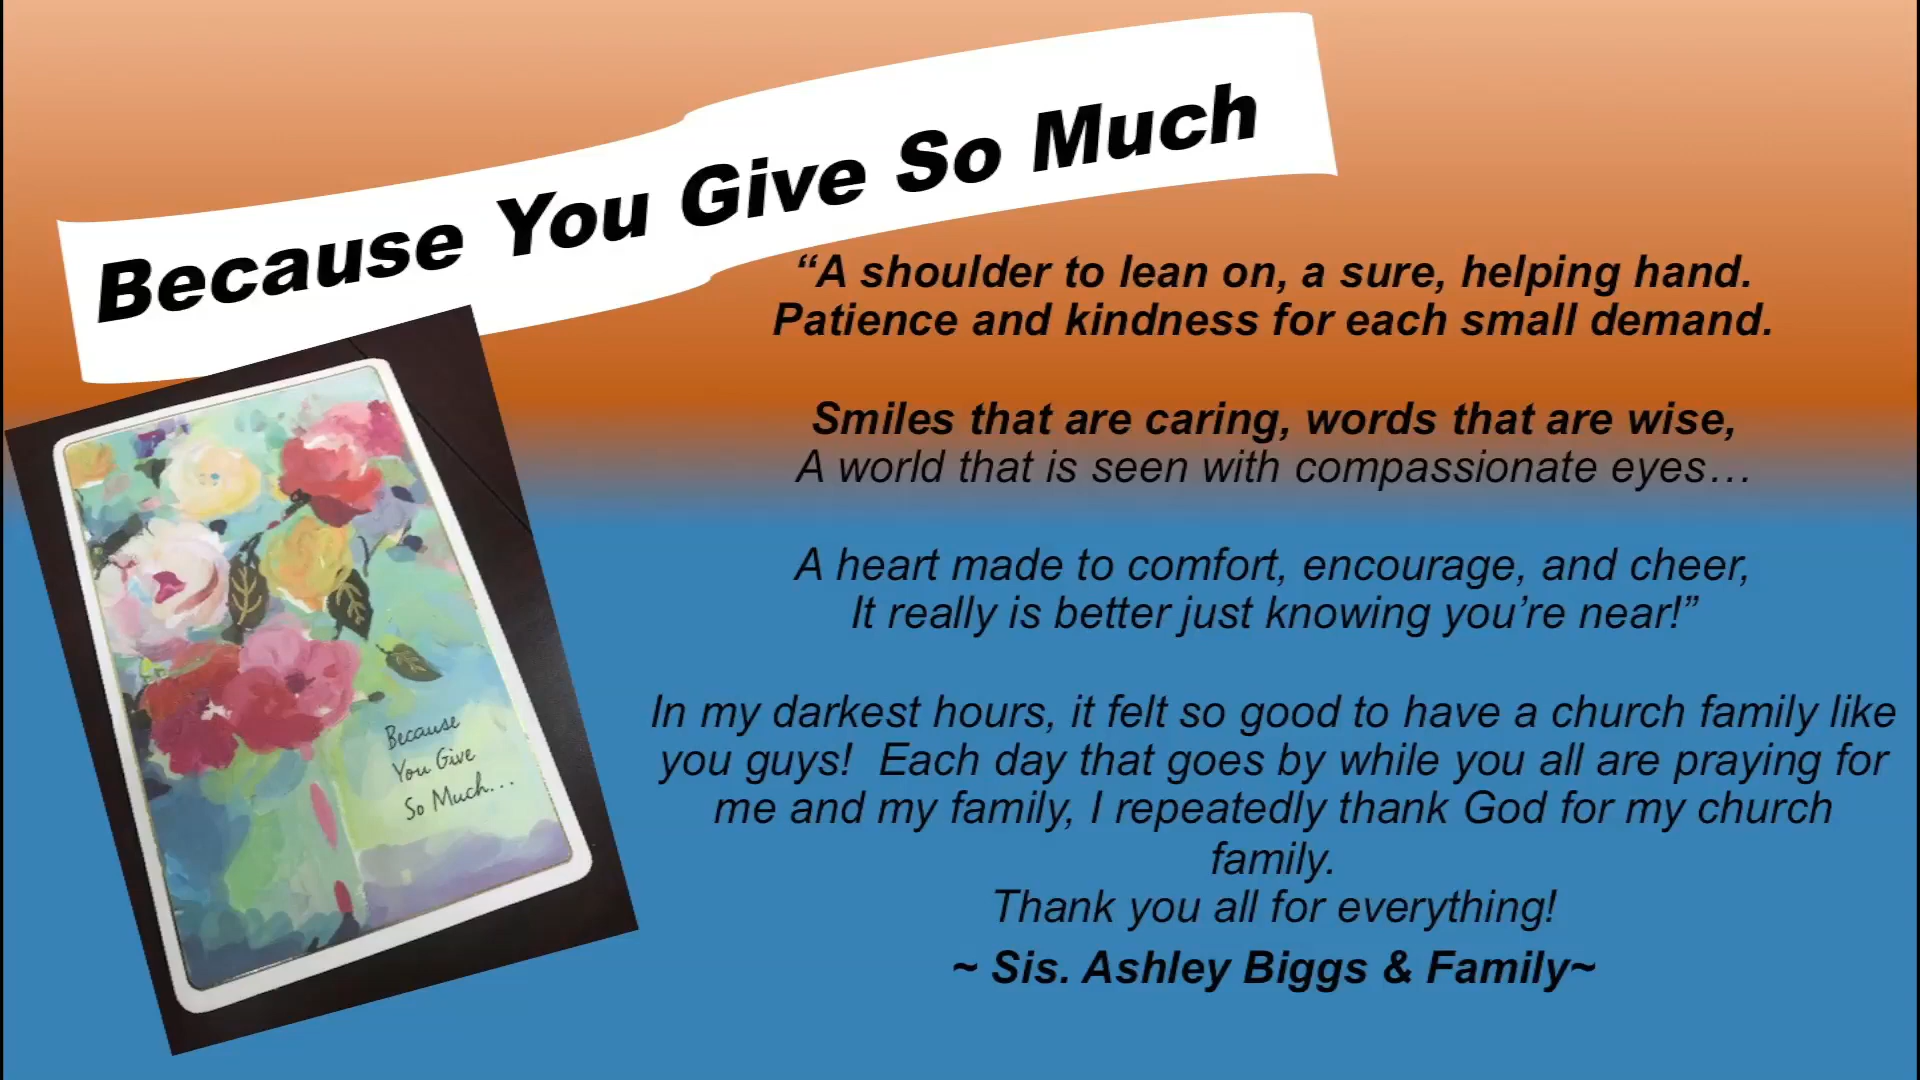 Because You Give So Much
“A shoulder to lean on, a sure, helping hand.
Patience and kindness for each small demand.
Smiles that are caring, words that are wise,
A world that is seen with compassionate eyes…
A heart made to comfort, encourage, and cheer,
It really is better just knowing you’re near!”
In my darkest hours, it felt so good to have a church family like
you guys!  Each day that goes by while you all are praying for
me and my family, I repeatedly thank God for my church
family.
Thank you all for everything!
~ Sis. Ashley Biggs & Family~
Because
You Give
So Much...